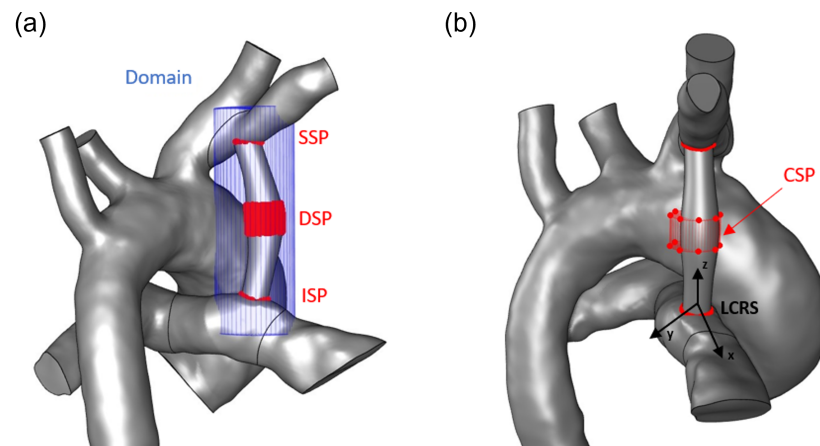 (a)
Domain
SSP
DSP
ISP
(b)
CSP
z
LCRS
y
x